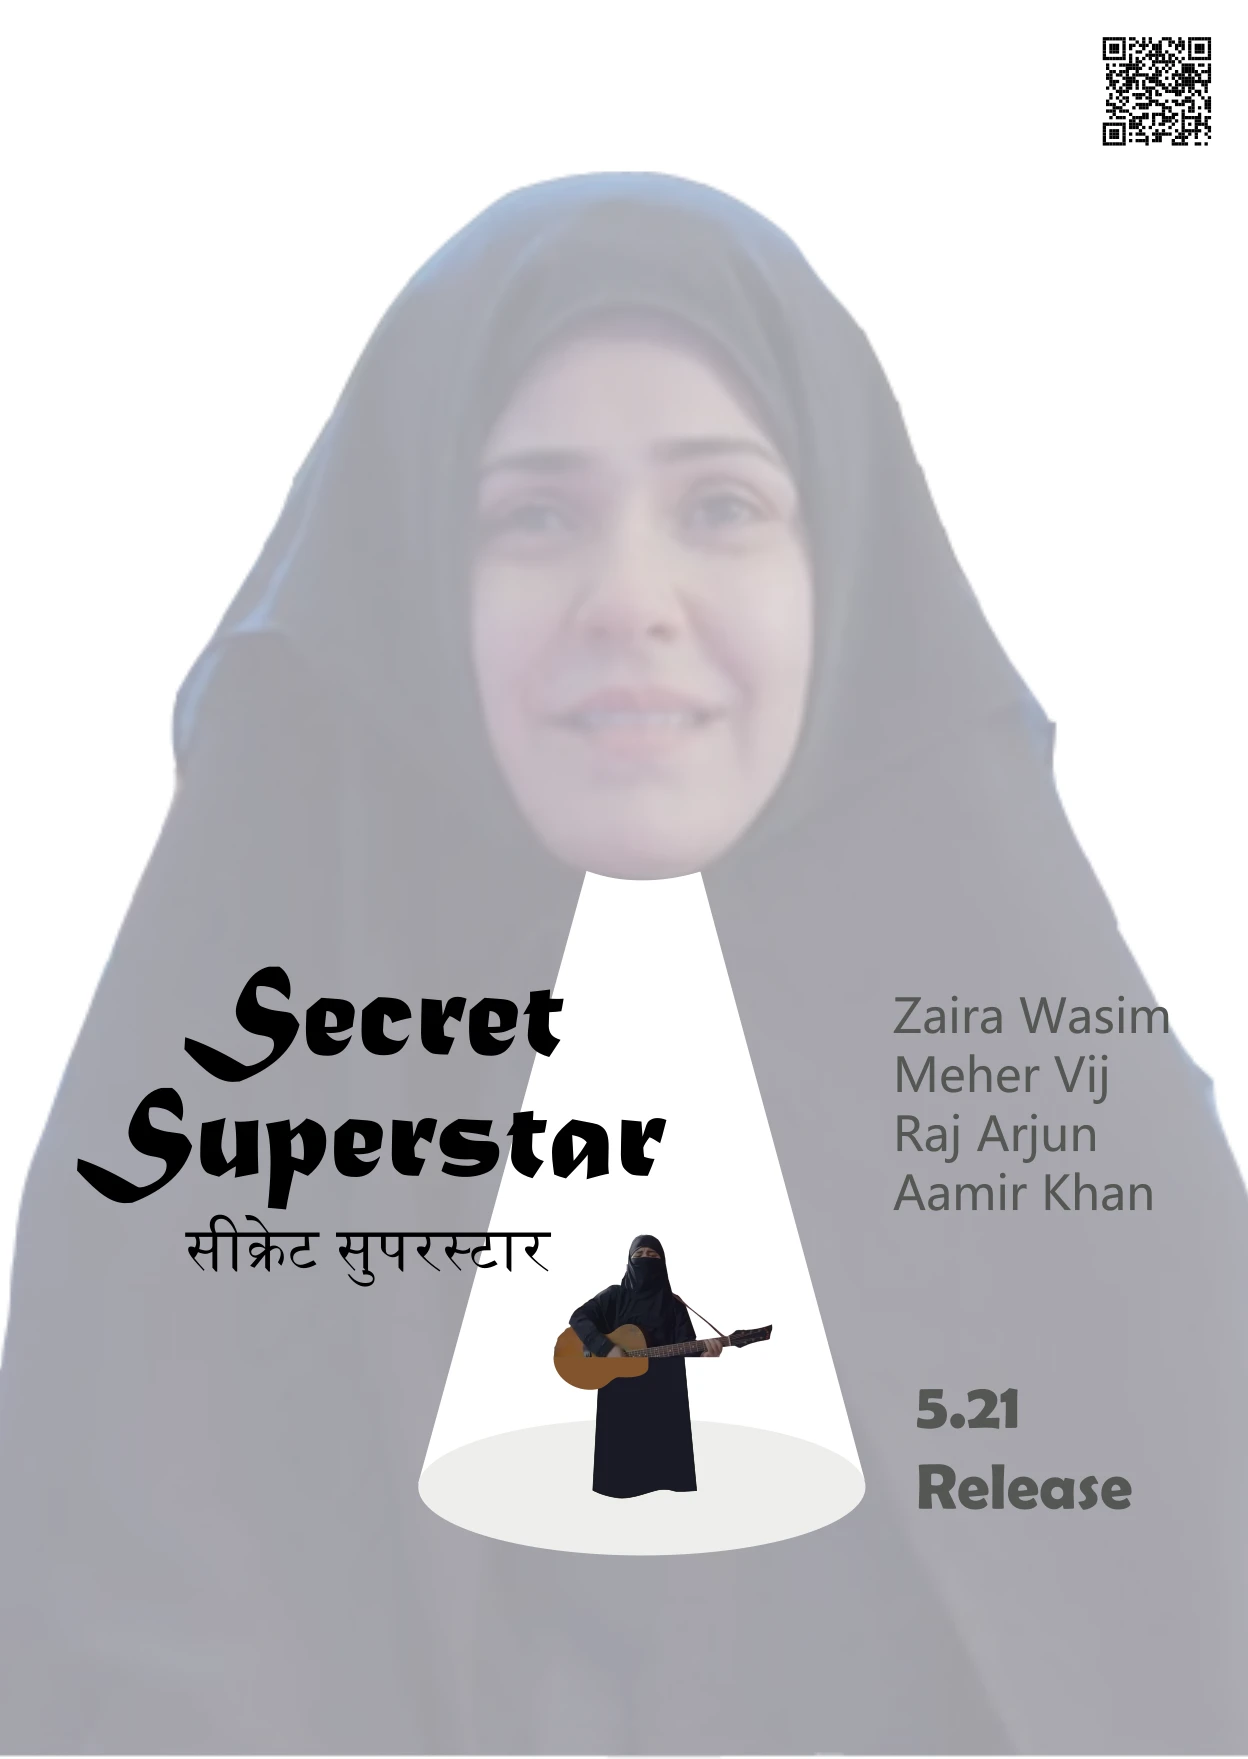 Secret
Superstar
सीक्रेट सुपरस्टार
Zaira Wasim
Meher Vij
Raj Arjun
Aamir Khan
5.21
Release